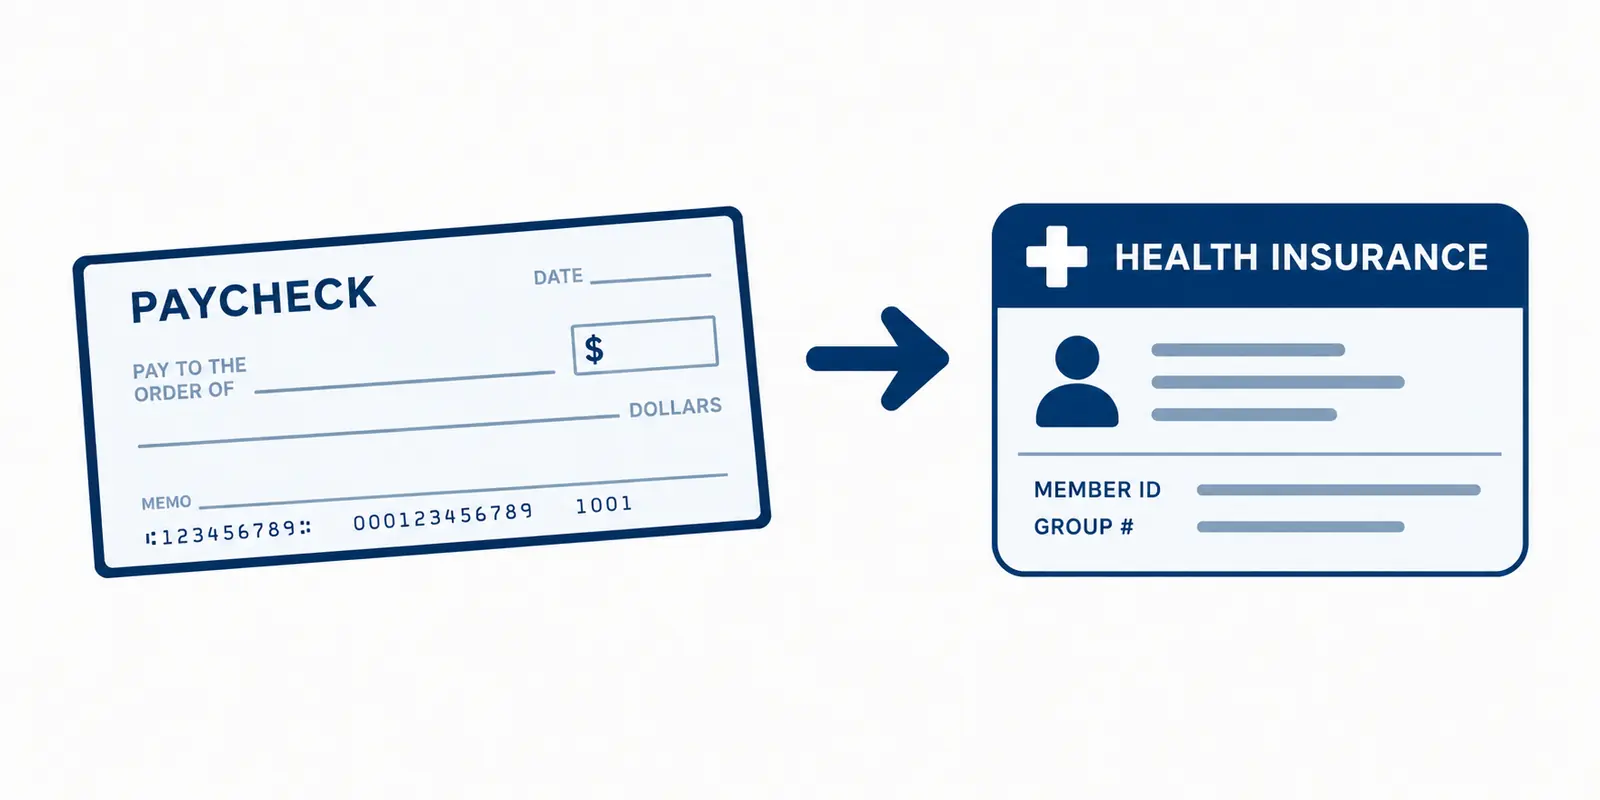 PAYCHECK
DATE
PAY TO THE
ORDER OF
$
DOLLARS
MEMO
⑆123456789⑆ 000123456789 1001
HEALTH INSURANCE
MEMBER ID
GROUP #